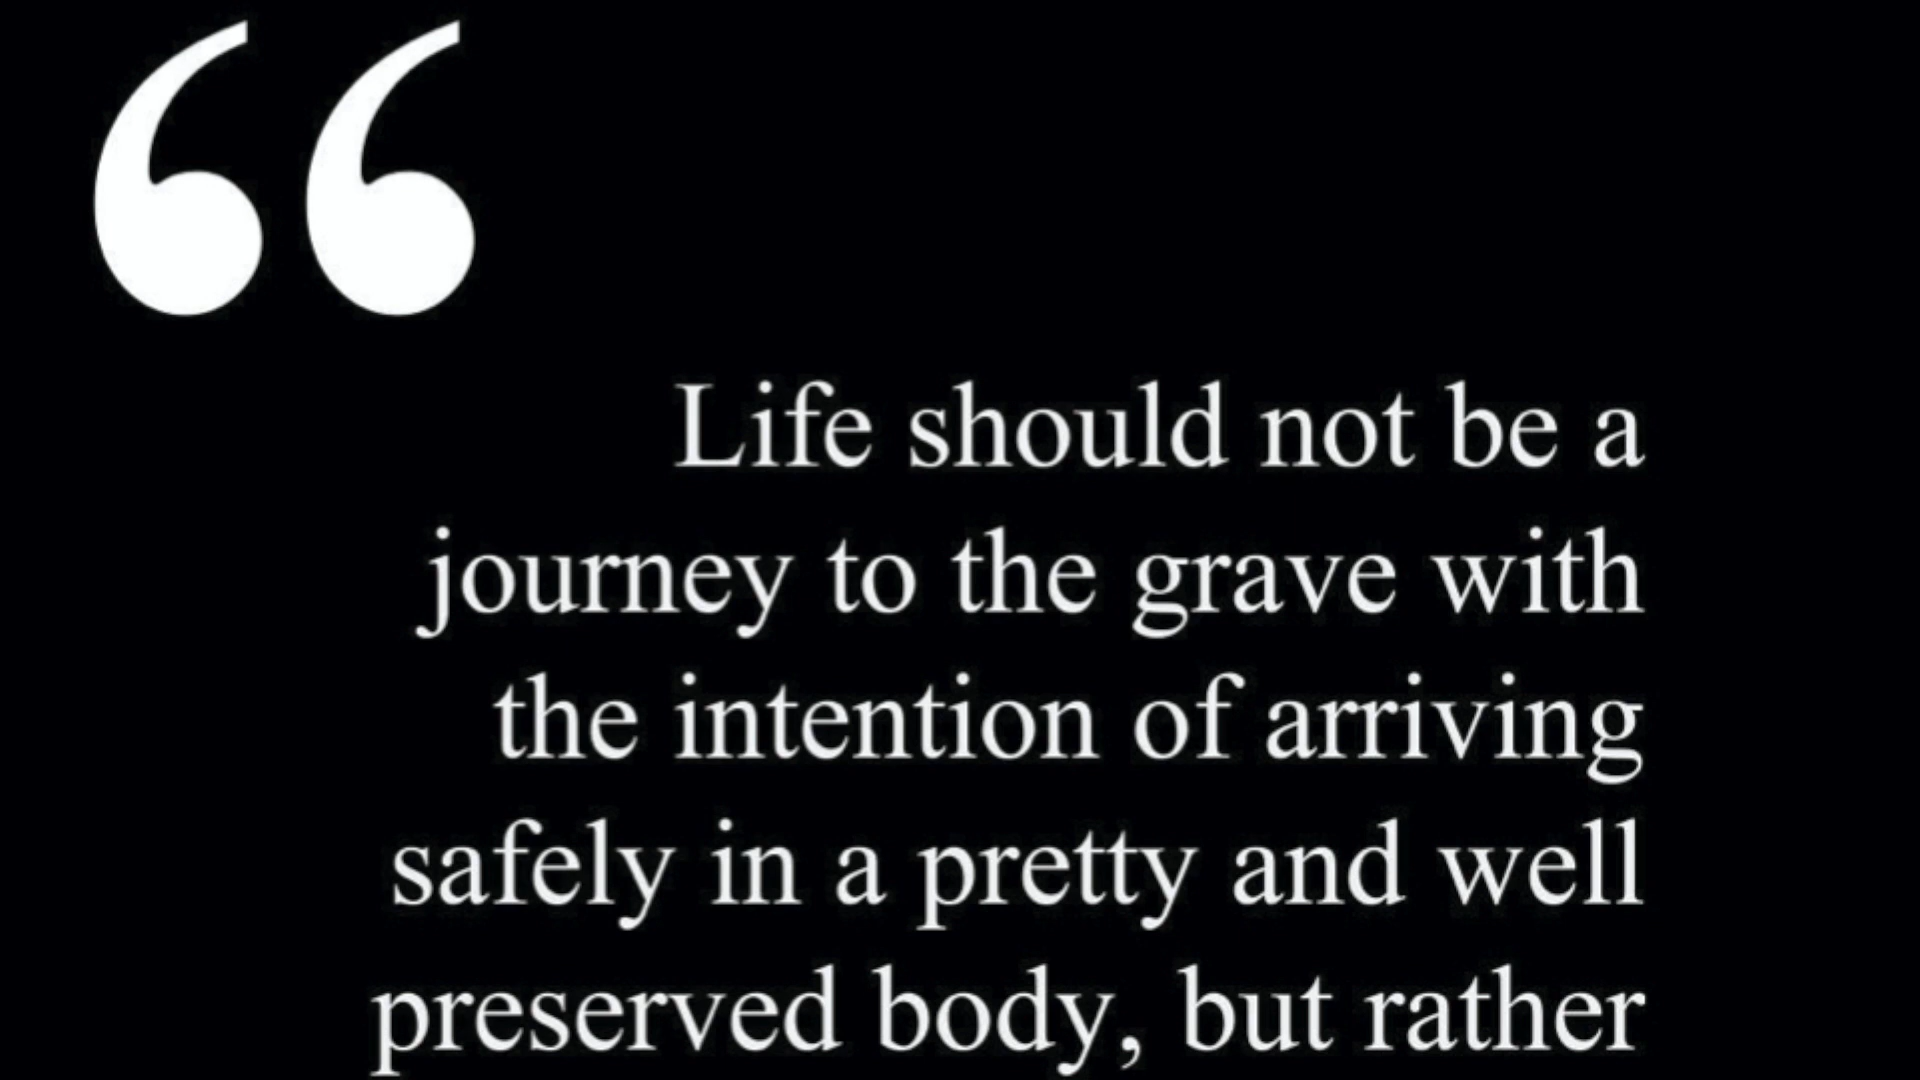 “
Life should not be a
journey to the grave with
the intention of arriving
safely in a pretty and well
preserved body, but rather